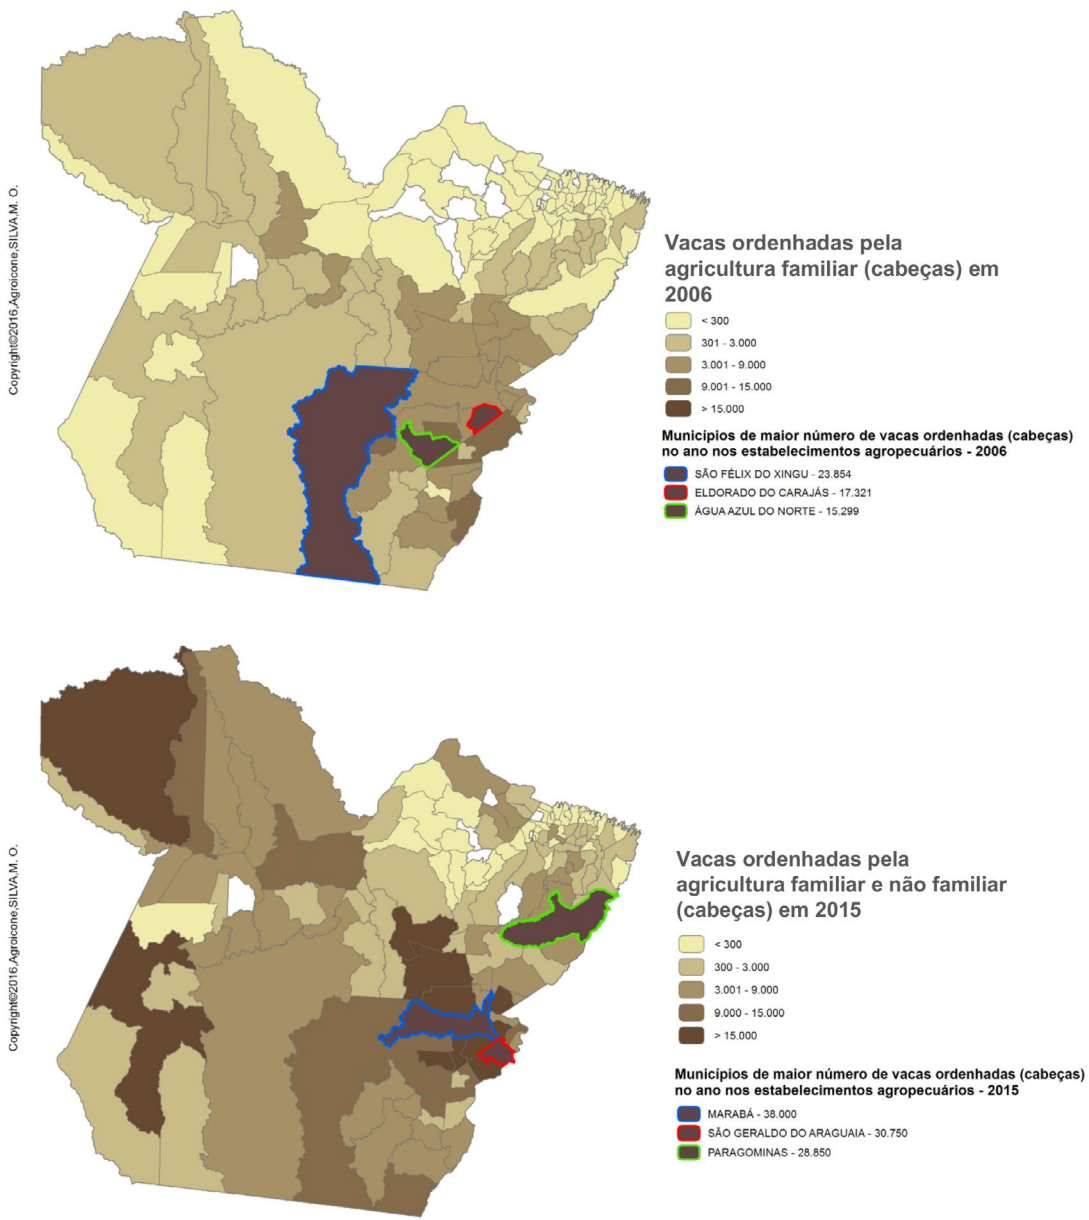 Copyright©2016,Agroicone,SILVA,M. O.
Vacas ordenhadas pela
agricultura familiar (cabeças) em
2006
< 300
301 - 3.000
3.001 - 9.000
9.001 - 15.000
> 15.000
Municípios de maior número de vacas ordenhadas (cabeças)
no ano nos estabelecimentos agropecuários - 2006
SÃO FÉLIX DO XINGU - 23.854
ELDORADO DO CARAJÁS - 17.321
ÁGUA AZUL DO NORTE - 15.299
Copyright©2016,Agroicone,SILVA,M. O.
Vacas ordenhadas pela
agricultura familiar e não familiar
(cabeças) em 2015
< 300
300 - 3.000
3.001 - 9.000
9.000 - 15.000
> 15.000
Municípios de maior número de vacas ordenhadas (cabeças)
no ano nos estabelecimentos agropecuários - 2015
MARABÁ - 38.000
SÃO GERALDO DO ARAGUAIA - 30.750
PARAGOMINAS - 28.850